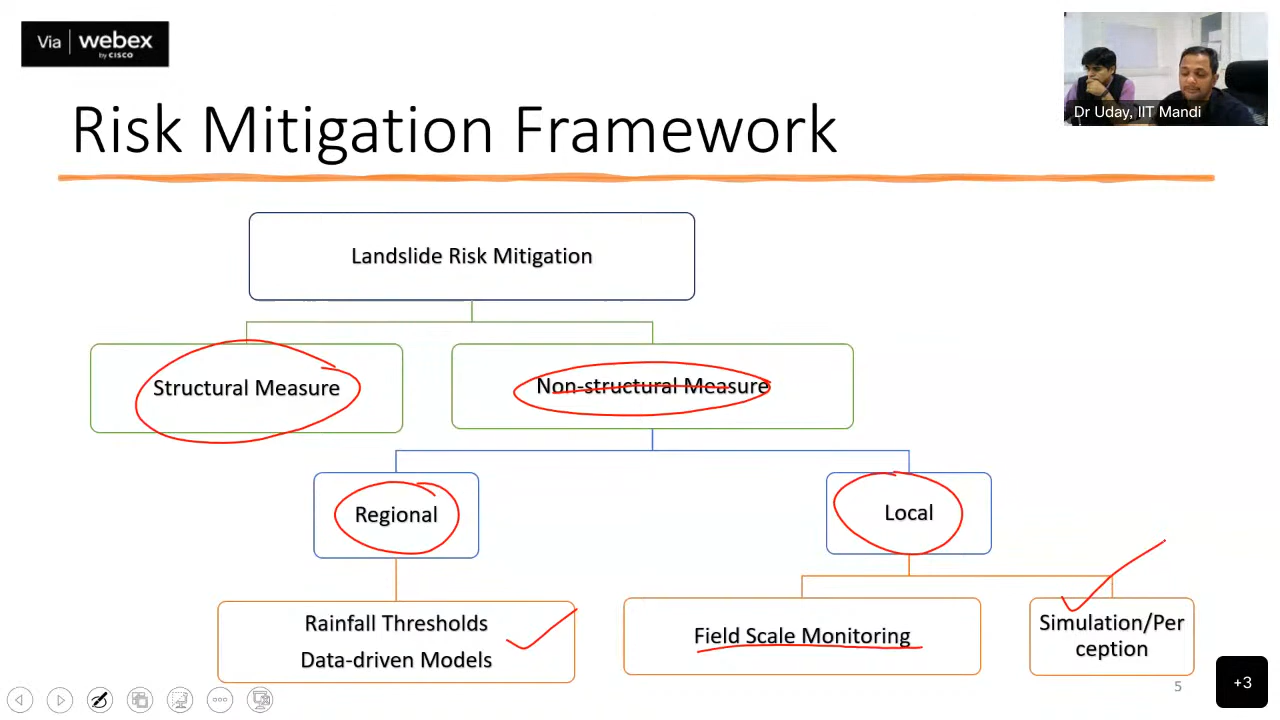 Via | webex
by CISCO
Dr Uday, IIT Mandi
Risk Mitigation Framework
Landslide Risk Mitigation
Structural Measure
Non-structural Measure
Regional
Local
Rainfall Thresholds
Data-driven Models
Field Scale Monitoring
Simulation/Per
ception
5
+3